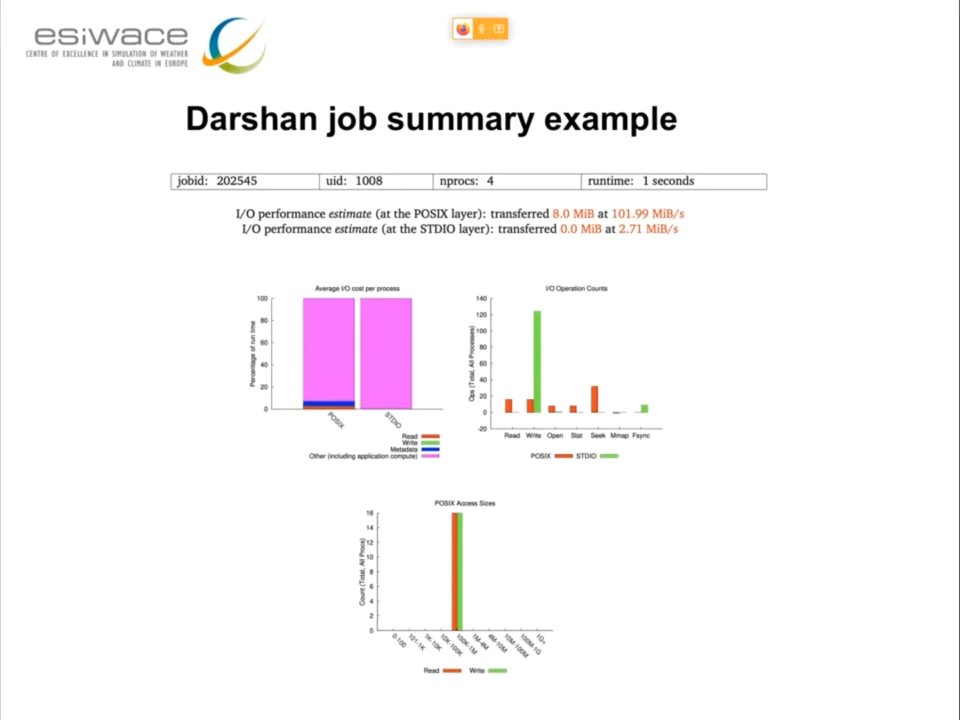 esiwace
CENTRE OF EXCELLENCE IN SIMULATION OF WEATHER
AND CLIMATE IN EUROPE
Darshan job summary example
jobid: 202545 uid: 1008 nprocs: 4 runtime: 1 seconds
I/O performance estimate (at the POSIX layer): transferred 8.0 MiB at 101.99 MiB/s
I/O performance estimate (at the STDIO layer): transferred 0.0 MiB at 2.71 MiB/s
Average I/O cost per process
100
80
60
40
20
0
Percentage of run time
POSIX
STDIO
Read
Write
Metadata
Other (including application compute)
I/O Operation Counts
140
120
100
80
60
40
20
0
-20
Ops (Total, All Processes)
Read Write Open Stat Seek Mmap Fsync
POSIX STDIO
POSIX Access Sizes
16
14
12
10
8
6
4
2
0
Count (Total, All Procs)
0-100
101-1K
1K-10K
10K-100K
100K-1M
1M-4M
4M-10M
10M-100M
100M-1G
1G+
Read Write